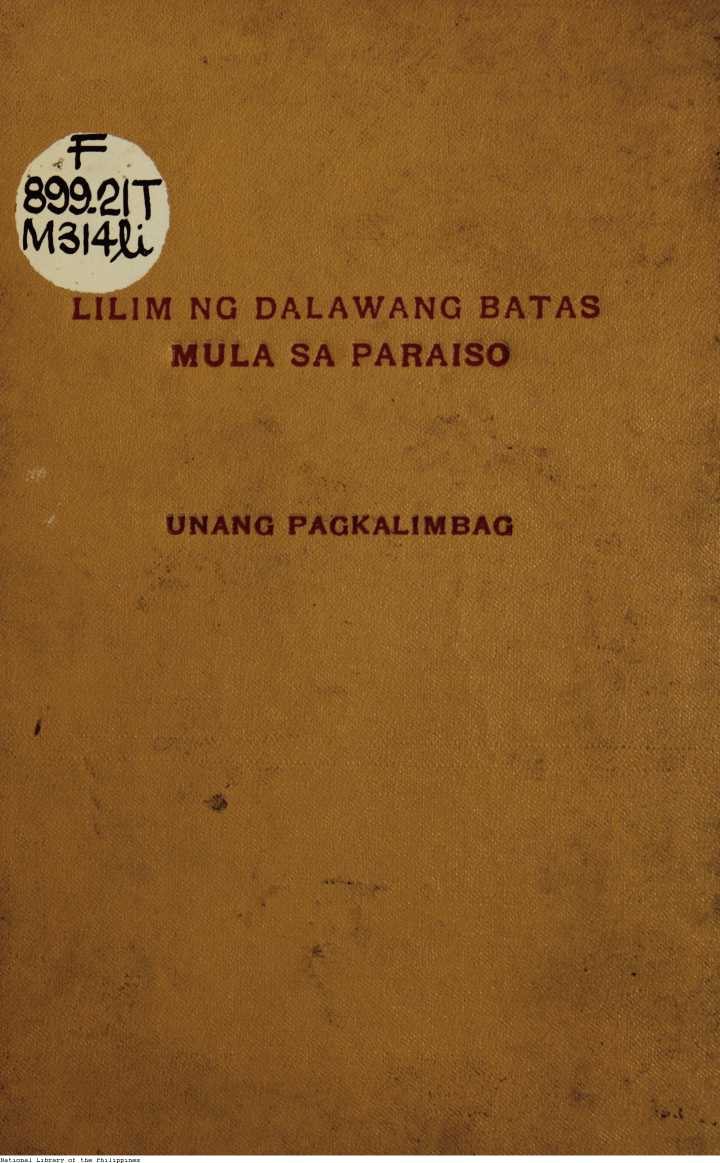 F
899.21T
M314li
LILIM NG DALAWANG BATAS
MULA SA PARAISO
UNANG PAGKALIMBAG
National Library of the Philippines